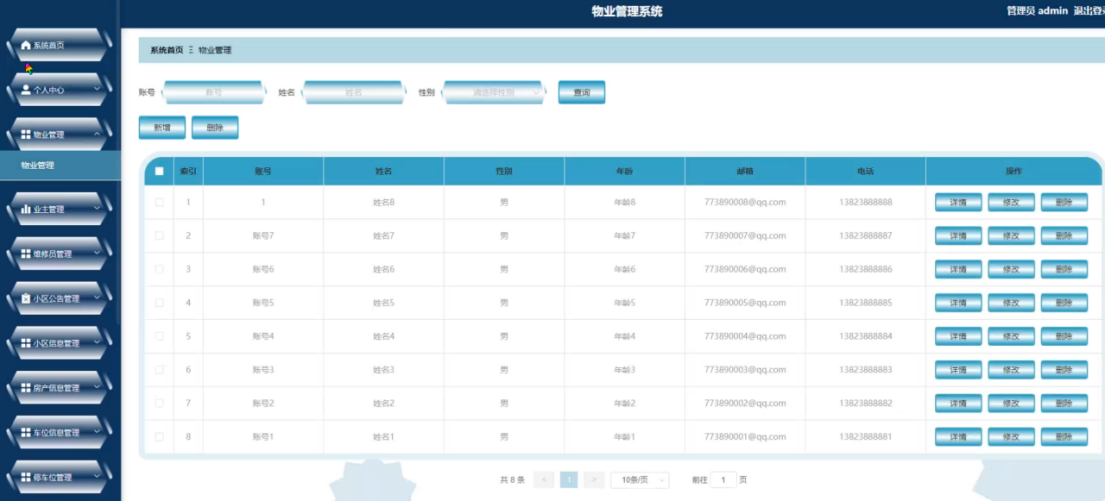 物业管理系统
管理员 admin 退出登录
系统首页
个人中心
物业管理
物业管理
业主管理
维修员管理
小区公告管理
小区信息管理
房产信息管理
车位信息管理
停车位管理
系统首页 Ξ 物业管理
账号 账号 姓名 姓名 性别 请选择性别 查询
新增 删除
索引 账号 姓名 性别 年龄 邮箱 电话 操作
1 1 姓名8 男 年龄8 773890008@qq.com 13823888888 详情 修改 删除
2 账号7 姓名7 男 年龄7 773890007@qq.com 13823888887 详情 修改 删除
3 账号6 姓名6 男 年龄6 773890006@qq.com 13823888886 详情 修改 删除
4 账号5 姓名5 男 年龄5 773890005@qq.com 13823888885 详情 修改 删除
5 账号4 姓名4 男 年龄4 773890004@qq.com 13823888884 详情 修改 删除
6 账号3 姓名3 男 年龄3 773890003@qq.com 13823888883 详情 修改 删除
7 账号2 姓名2 男 年龄2 773890002@qq.com 13823888882 详情 修改 删除
8 账号1 姓名1 男 年龄1 773890001@qq.com 13823888881 详情 修改 删除
共 8 条 < 1 > 10条/页 前往 1 页